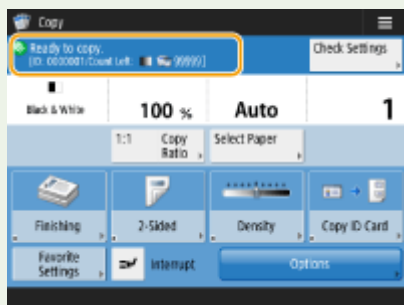 Copy
Ready to copy.
[ID: 0000001/Count Left: 99999]
Check Settings
Black & White
100 %
Auto
1
1:1 Copy Ratio
Select Paper
Finishing
2-Sided
Density
Copy ID Card
Favorite Settings
Interrupt
Options